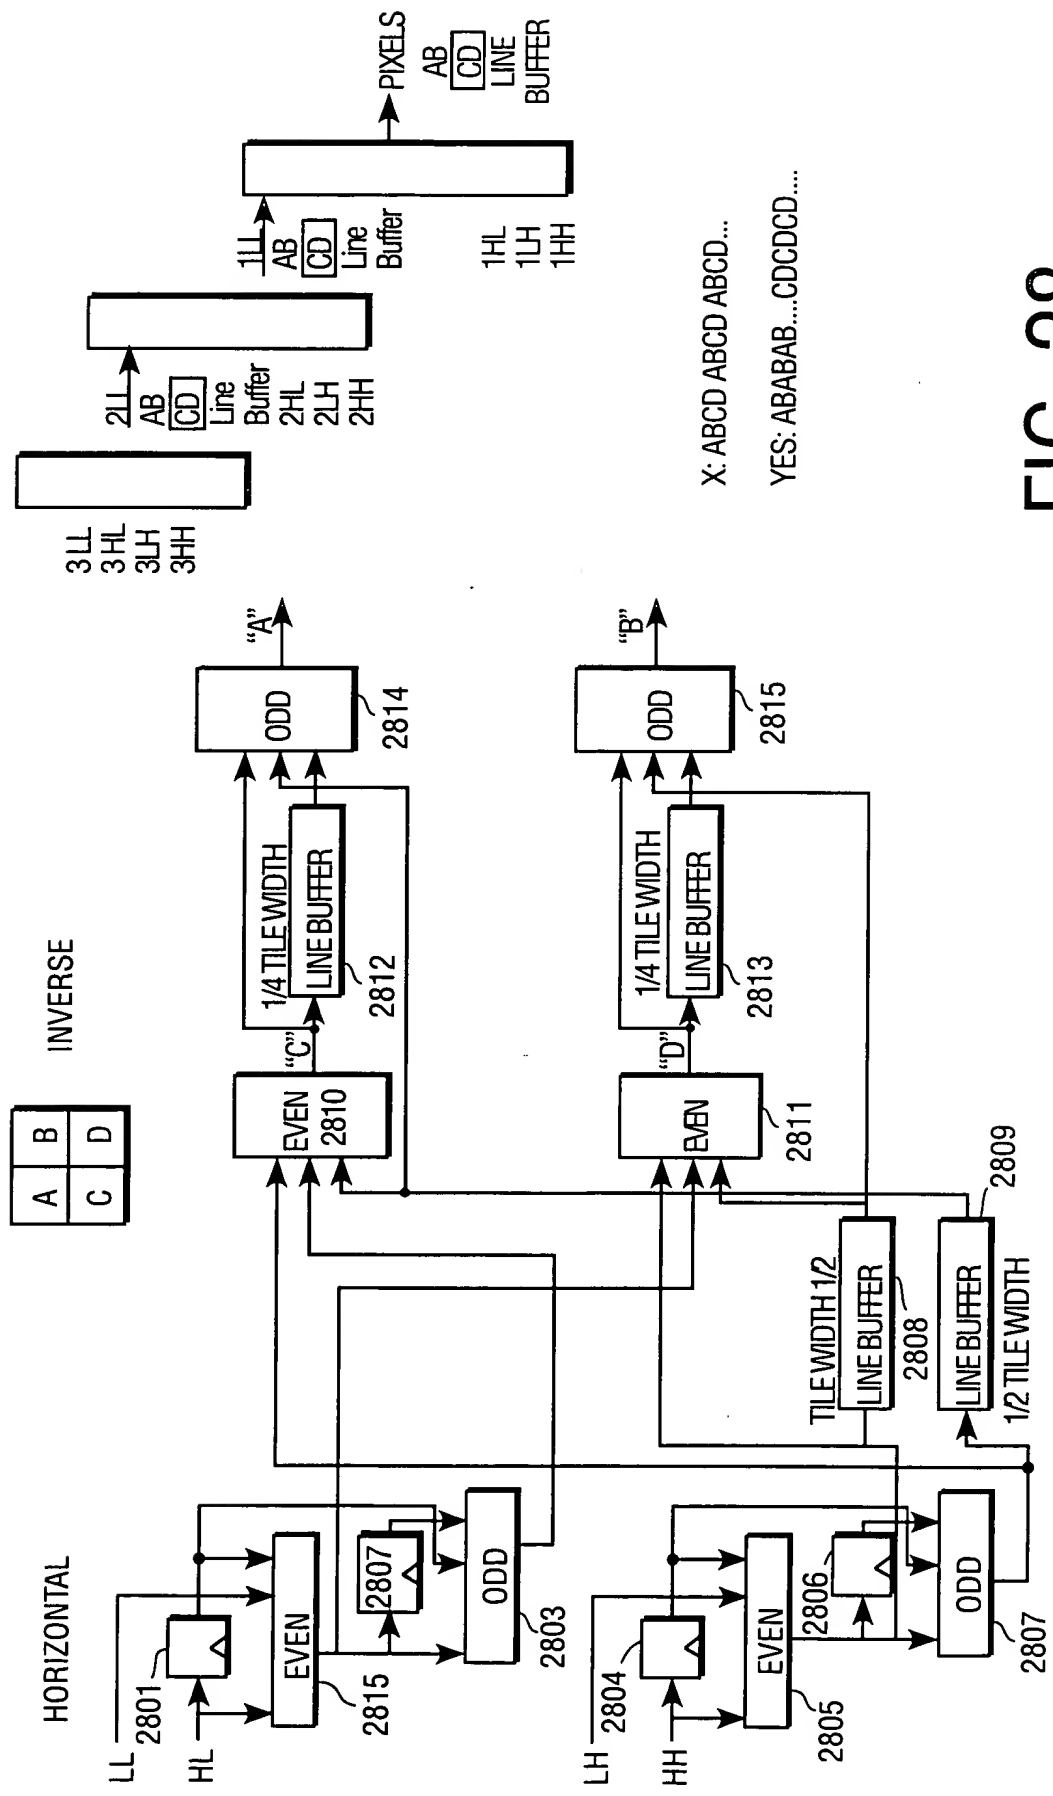 HORIZONTAL
LL
2801
HL
EVEN
2815
2807
ODD
2803
LH
2804
HH
EVEN
2805
2806
ODD
2807
TILE WIDTH 1/2
LINE BUFFER
2808
LINE BUFFER
2809
1/2 TILE WIDTH
A B
C D
INVERSE
EVEN
2810
"C"
1/4 TILE WIDTH
LINE BUFFER
2812
ODD
2814
"A"
EVEN
2811
"D"
1/4 TILE WIDTH
LINE BUFFER
2813
ODD
2815
"B"
3 LL
3 HL
3LH
3HH
2LL
AB
CD
Line
Buffer
2HL
2LH
2HH
1LL
AB
CD
Line
Buffer
1HL
1LH
1HH
PIXELS
AB
CD
LINE
BUFFER
X: ABCD ABCD ABCD...
YES: ABABAB....CDCDCD....